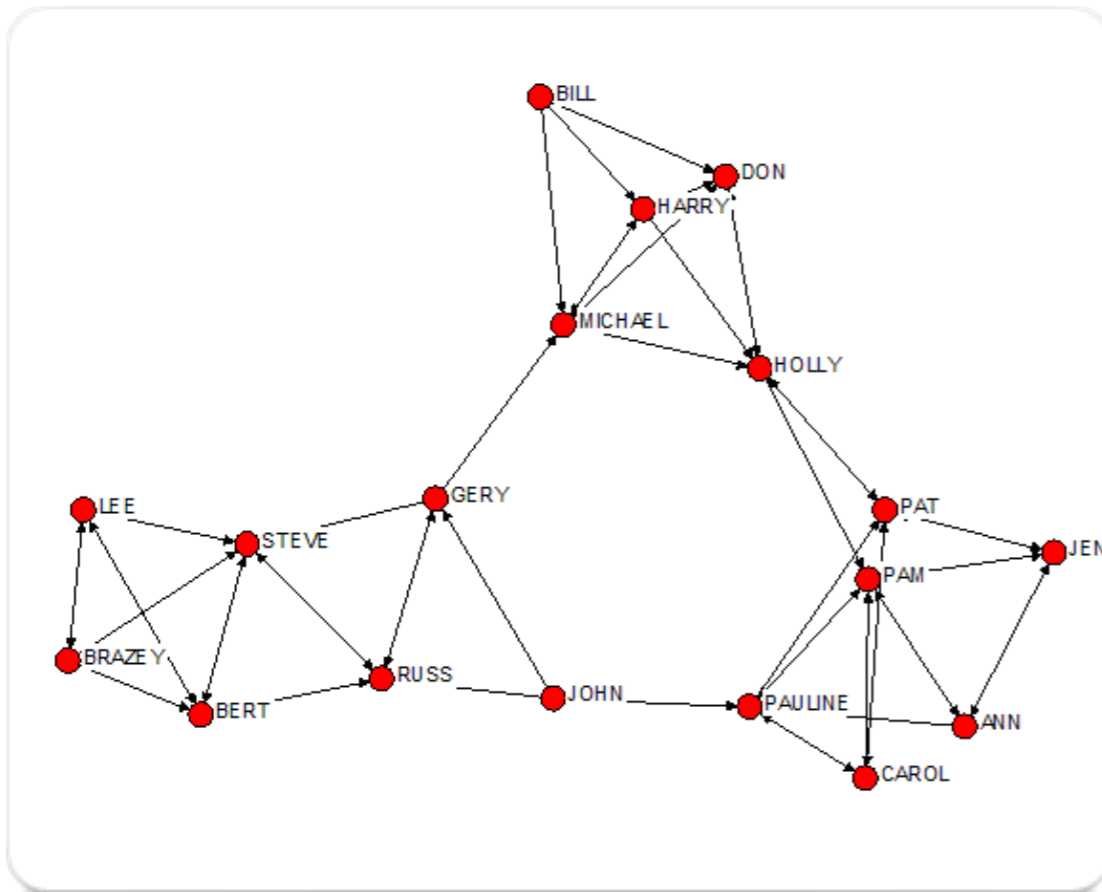 BILL
DON
HARRY
MICHAEL
HOLLY
GERY
LEE
PAT
STEVE
JEN
PAM
BRAZEY
RUSS
JOHN
PAULINE
BERT
ANN
CAROL